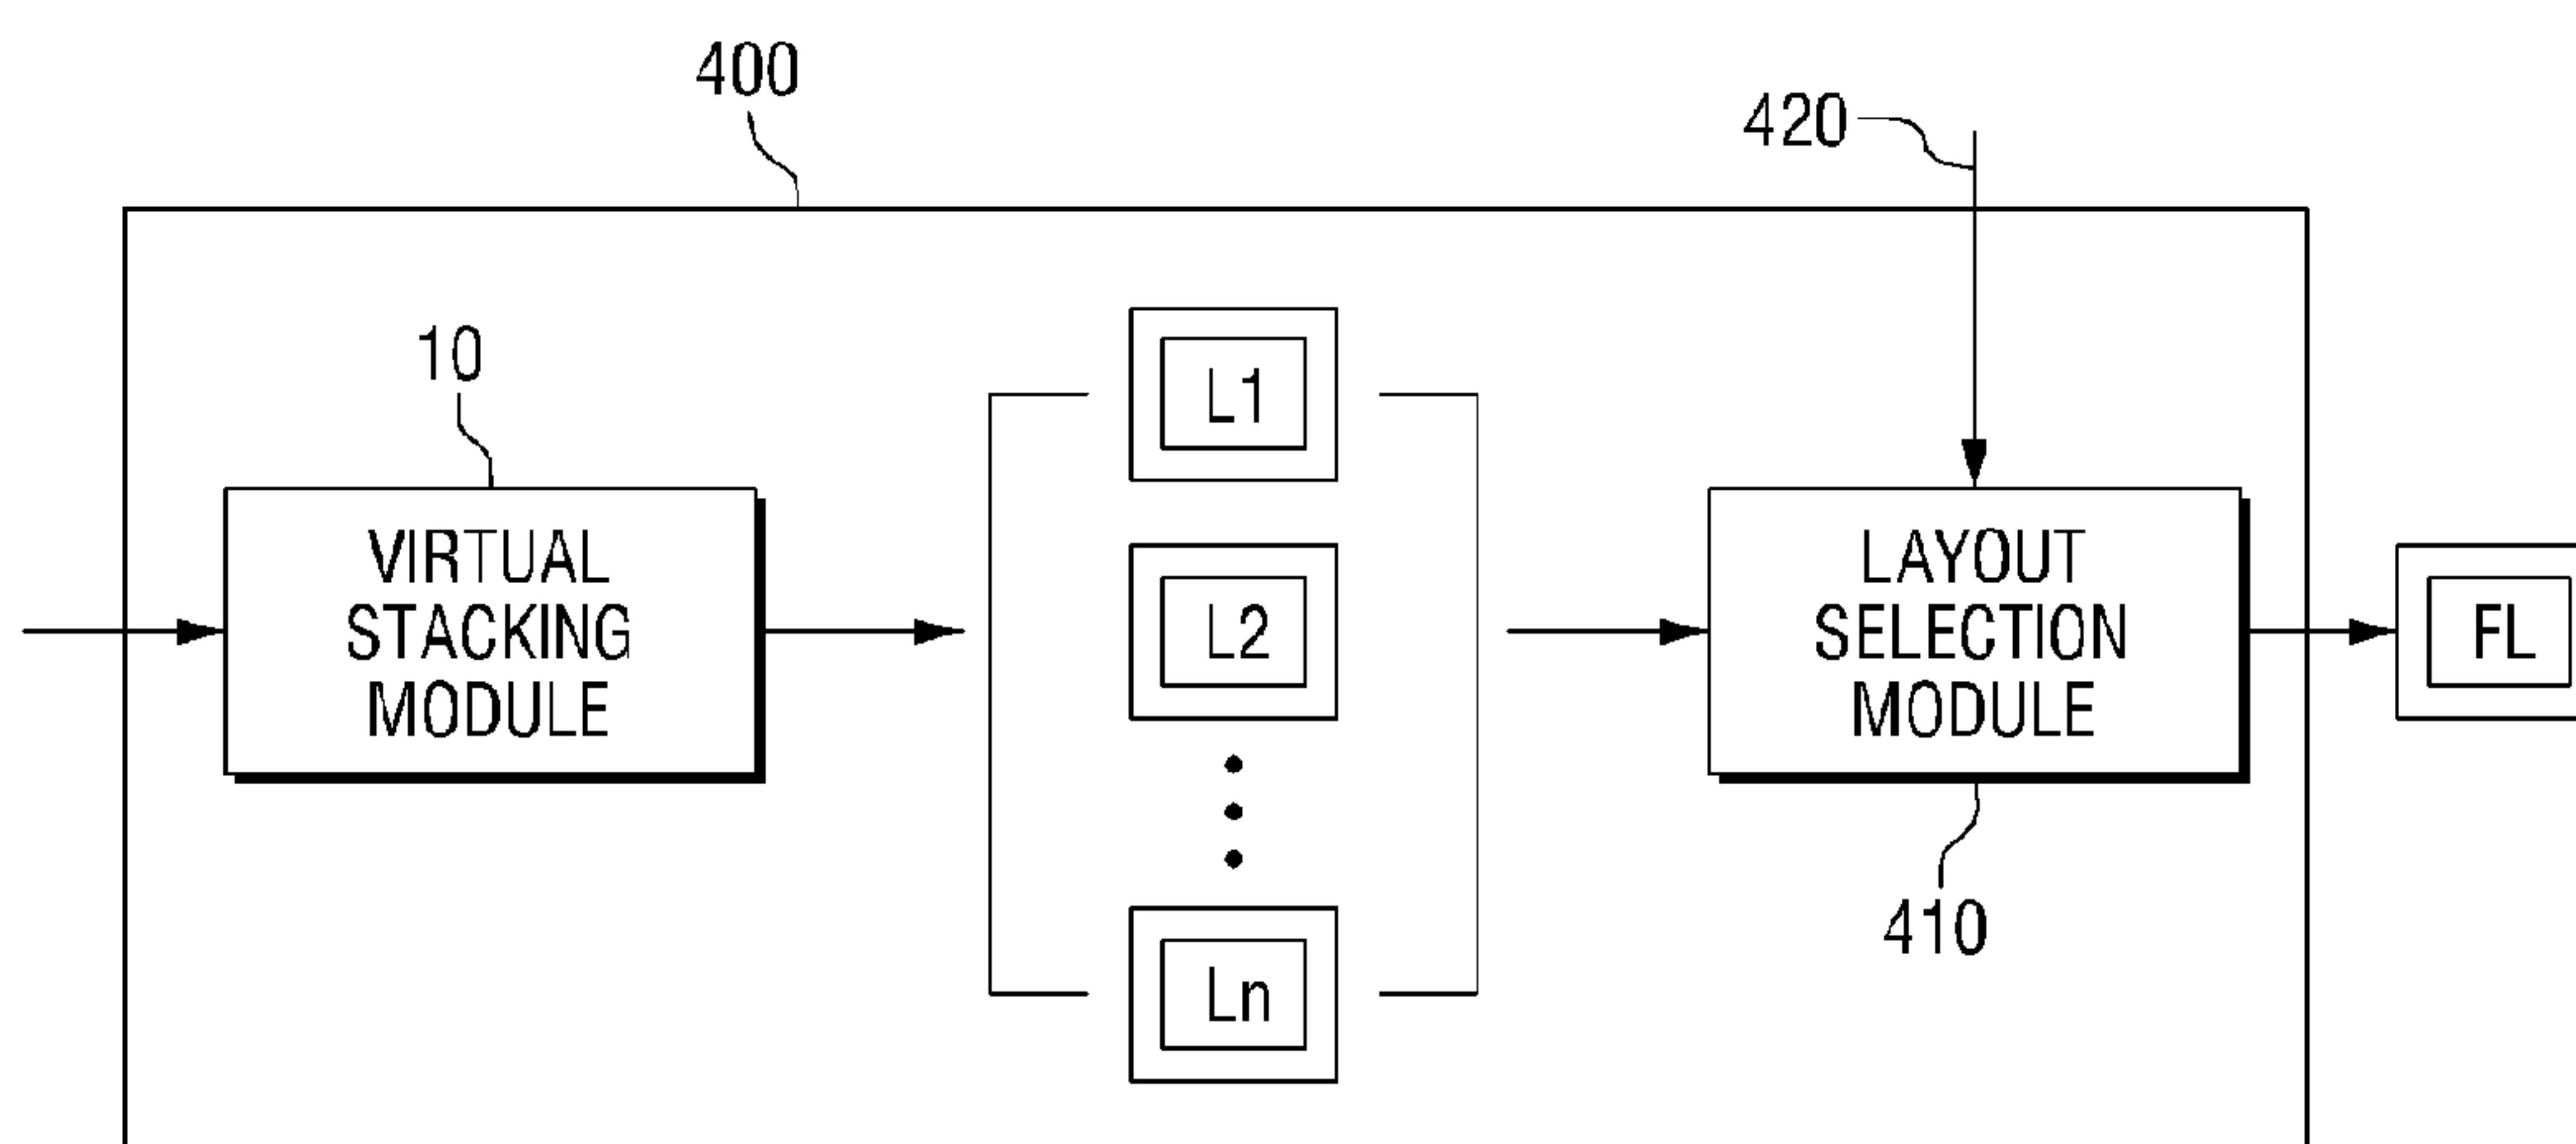 400
420
10
L1
VIRTUAL
STACKING
MODULE
L2
LAYOUT
SELECTION
MODULE
FL
410
Ln